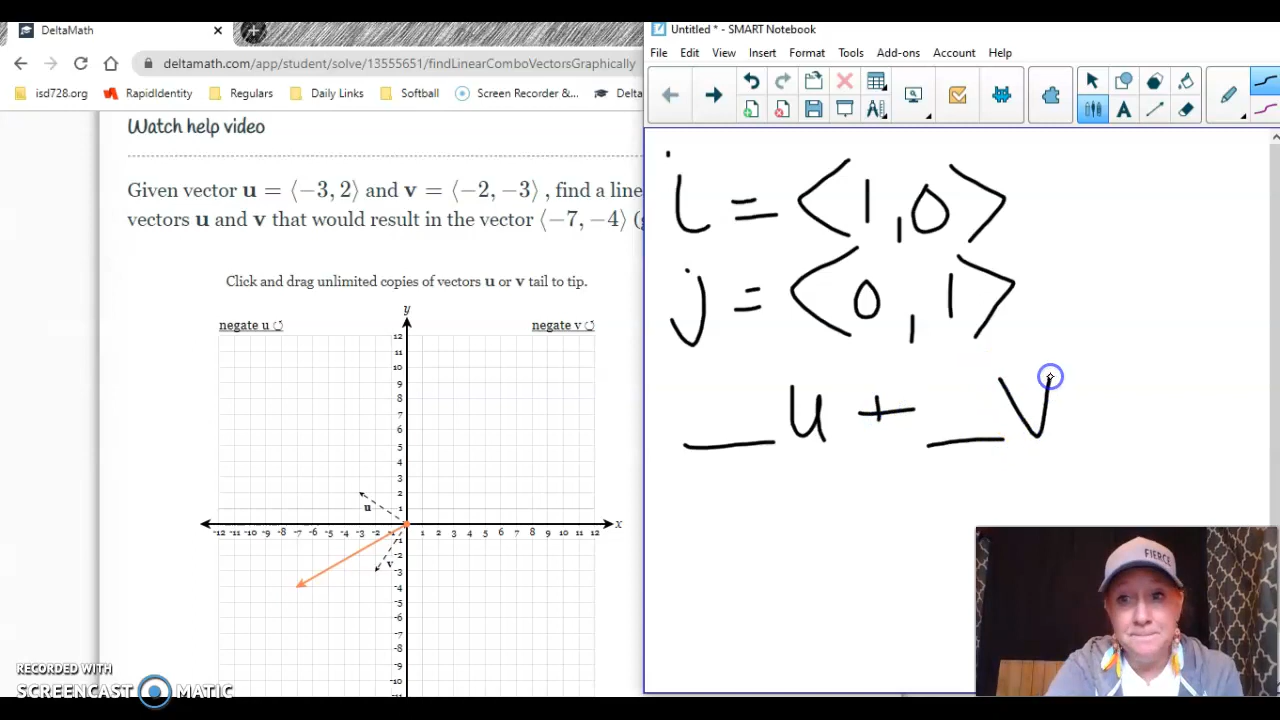 DeltaMath
deltamath.com/app/student/solve/13555651/findLinearComboVectorsGraphically
isd728.org RapidIdentity Regulars Daily Links Softball Screen Recorder &... Delta
Watch help video
Given vector u = ⟨−3, 2⟩ and v = ⟨−2, −3⟩ , find a line
vectors u and v that would result in the vector ⟨−7, −4⟩ (g
Click and drag unlimited copies of vectors u or v tail to tip.
y
negate u negate v
12
11
10
9
8
7
6
5
4
3
2
1
u
x
-12 -11 -10 -9 -8 -7 -6 -5 -4 -3 -2 -1 1 2 3 4 5 6 7 8 9 10 11 12
-1
-2
v
-3
-4
-5
-6
-7
-8
-9
-10
-11
RECORDED WITH
SCREENCAST MATIC
Untitled * - SMART Notebook
File Edit View Insert Format Tools Add-ons Account Help
i = <1,0>
j = <0,1>
__u + _v
FIERCE